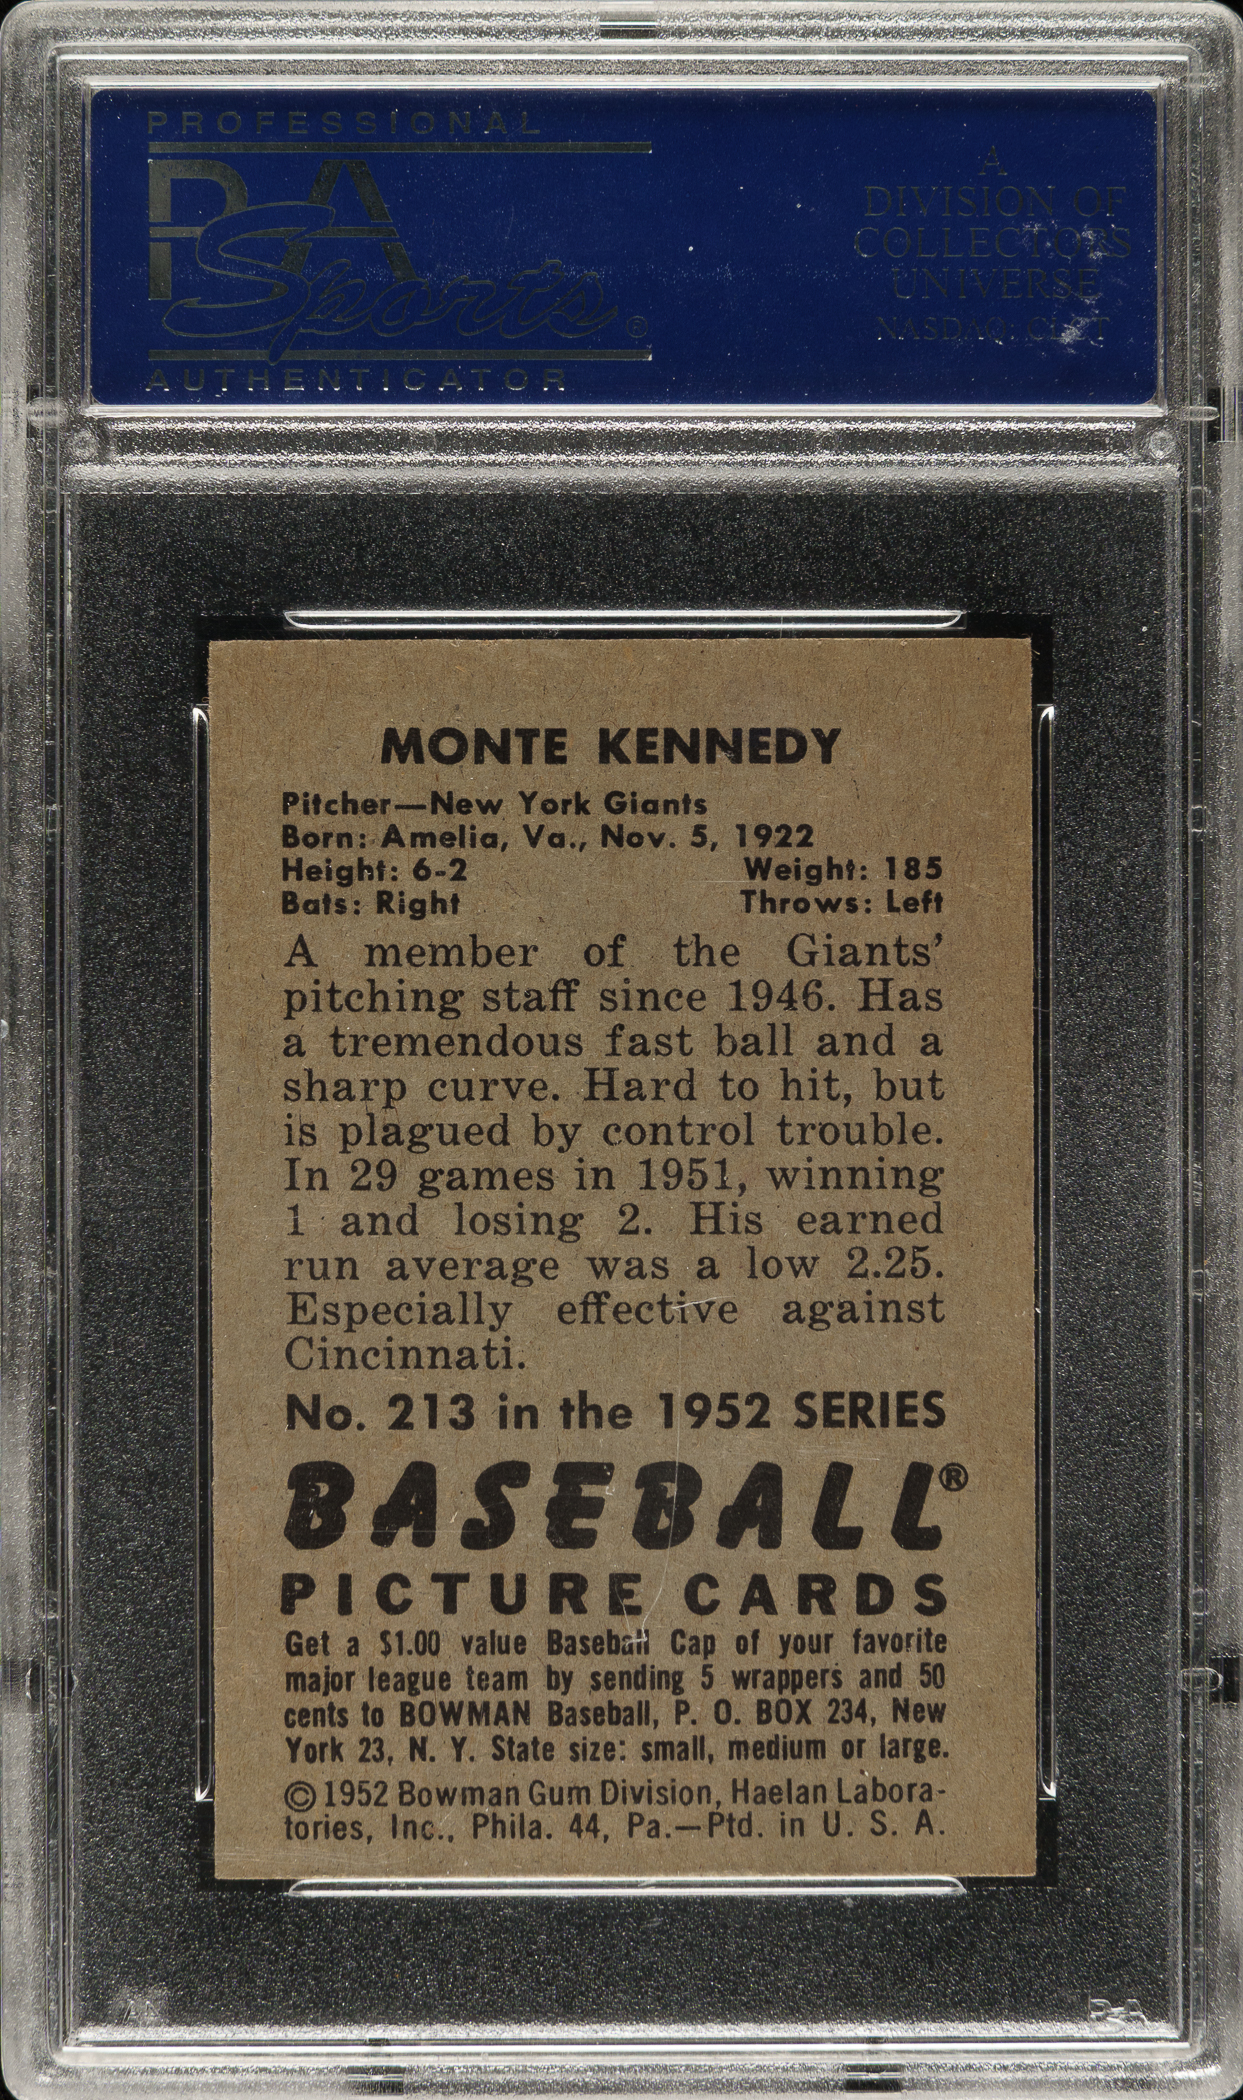 PROFESSIONAL
PSA
Sports®
AUTHENTICATOR
A
DIVISION OF
COLLECTORS
UNIVERSE
NASDAQ: CLCT
MONTE KENNEDY
Pitcher—New York Giants
Born: Amelia, Va., Nov. 5, 1922
Height: 6-2 Weight: 185
Bats: Right Throws: Left
A member of the Giants'
pitching staff since 1946. Has
a tremendous fast ball and a
sharp curve. Hard to hit, but
is plagued by control trouble.
In 29 games in 1951, winning
1 and losing 2. His earned
run average was a low 2.25.
Especially effective against
Cincinnati.
No. 213 in the 1952 SERIES
BASEBALL®
PICTURE CARDS
Get a $1.00 value Baseball Cap of your favorite
major league team by sending 5 wrappers and 50
cents to BOWMAN Baseball, P. O. BOX 234, New
York 23, N. Y. State size: small, medium or large.
©1952 Bowman Gum Division, Haelan Labora-
tories, Inc., Phila. 44, Pa.—Ptd. in U. S. A.
PSA